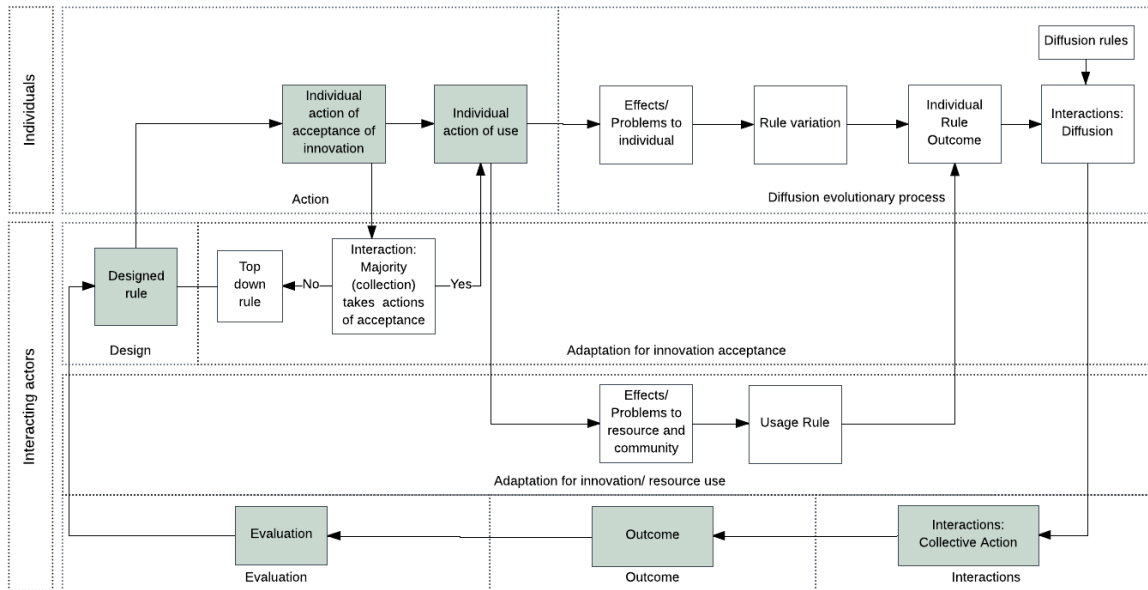 Individuals
Diffusion rules
Individual
action of
acceptance of
innovation
Individual
action of use
Effects/
Problems to
individual
Rule variation
Individual
Rule
Outcome
Interactions:
Diffusion
Action
Diffusion evolutionary process
Interacting actors
Designed
rule
Top
down
rule
No
Interaction:
Majority
(collection)
takes actions
of acceptance
Yes
Design
Adaptation for innovation acceptance
Effects/
Problems to
resource and
community
Usage Rule
Adaptation for innovation/ resource use
Evaluation
Outcome
Interactions:
Collective Action
Evaluation
Outcome
Interactions